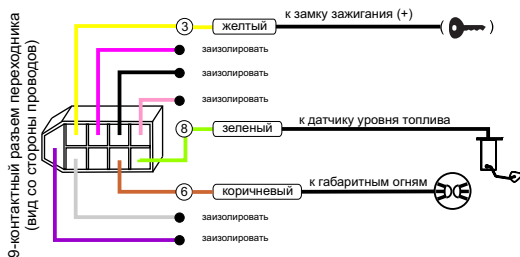 9-контактный разъем переходника
(вид со стороны проводов)
3 желтый к замку зажигания (+)
заизолировать
заизолировать
заизолировать
8 зеленый к датчику уровня топлива
6 коричневый к габаритным огням
заизолировать
заизолировать